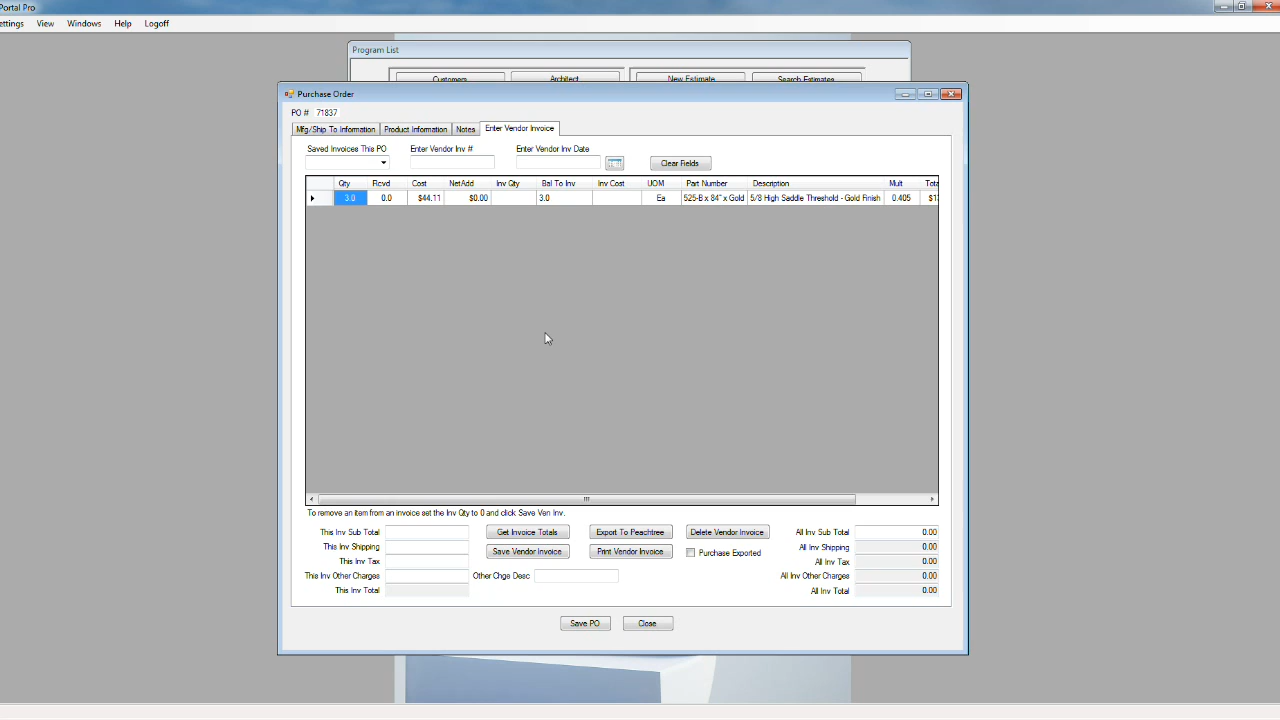 Portal Pro
ettings View Windows Help Logoff
Program List
Customers Architect New Estimate Search Estimates
Purchase Order
PO # 71837
Mfg/Ship To Information Product Information Notes Enter Vendor Invoice
Saved Invoices This PO Enter Vendor Inv # Enter Vendor Inv Date
Clear Fields
Qty Rcvd Cost NetAdd Inv Qty Bal To Inv Inv Cost UOM Part Number Description Mult Tota
3.0 0.0 $44.11 $0.00 3.0 Ea 525-B x 84" x Gold 5/8 High Saddle Threshold - Gold Finish 0.405 $1
To remove an item from an invoice set the Inv Qty to 0 and click Save Ven Inv.
This Inv Sub Total Get Invoice Totals Export To Peachtree Delete Vendor Invoice All Inv Sub Total 0.00
This Inv Shipping All Inv Shipping 0.00
Save Vendor Invoice Print Vendor Invoice Purchase Exported
This Inv Tax All Inv Tax 0.00
This Inv Other Charges Other Chge Desc All Inv Other Charges 0.00
This Inv Total All Inv Total 0.00
Save PO Close